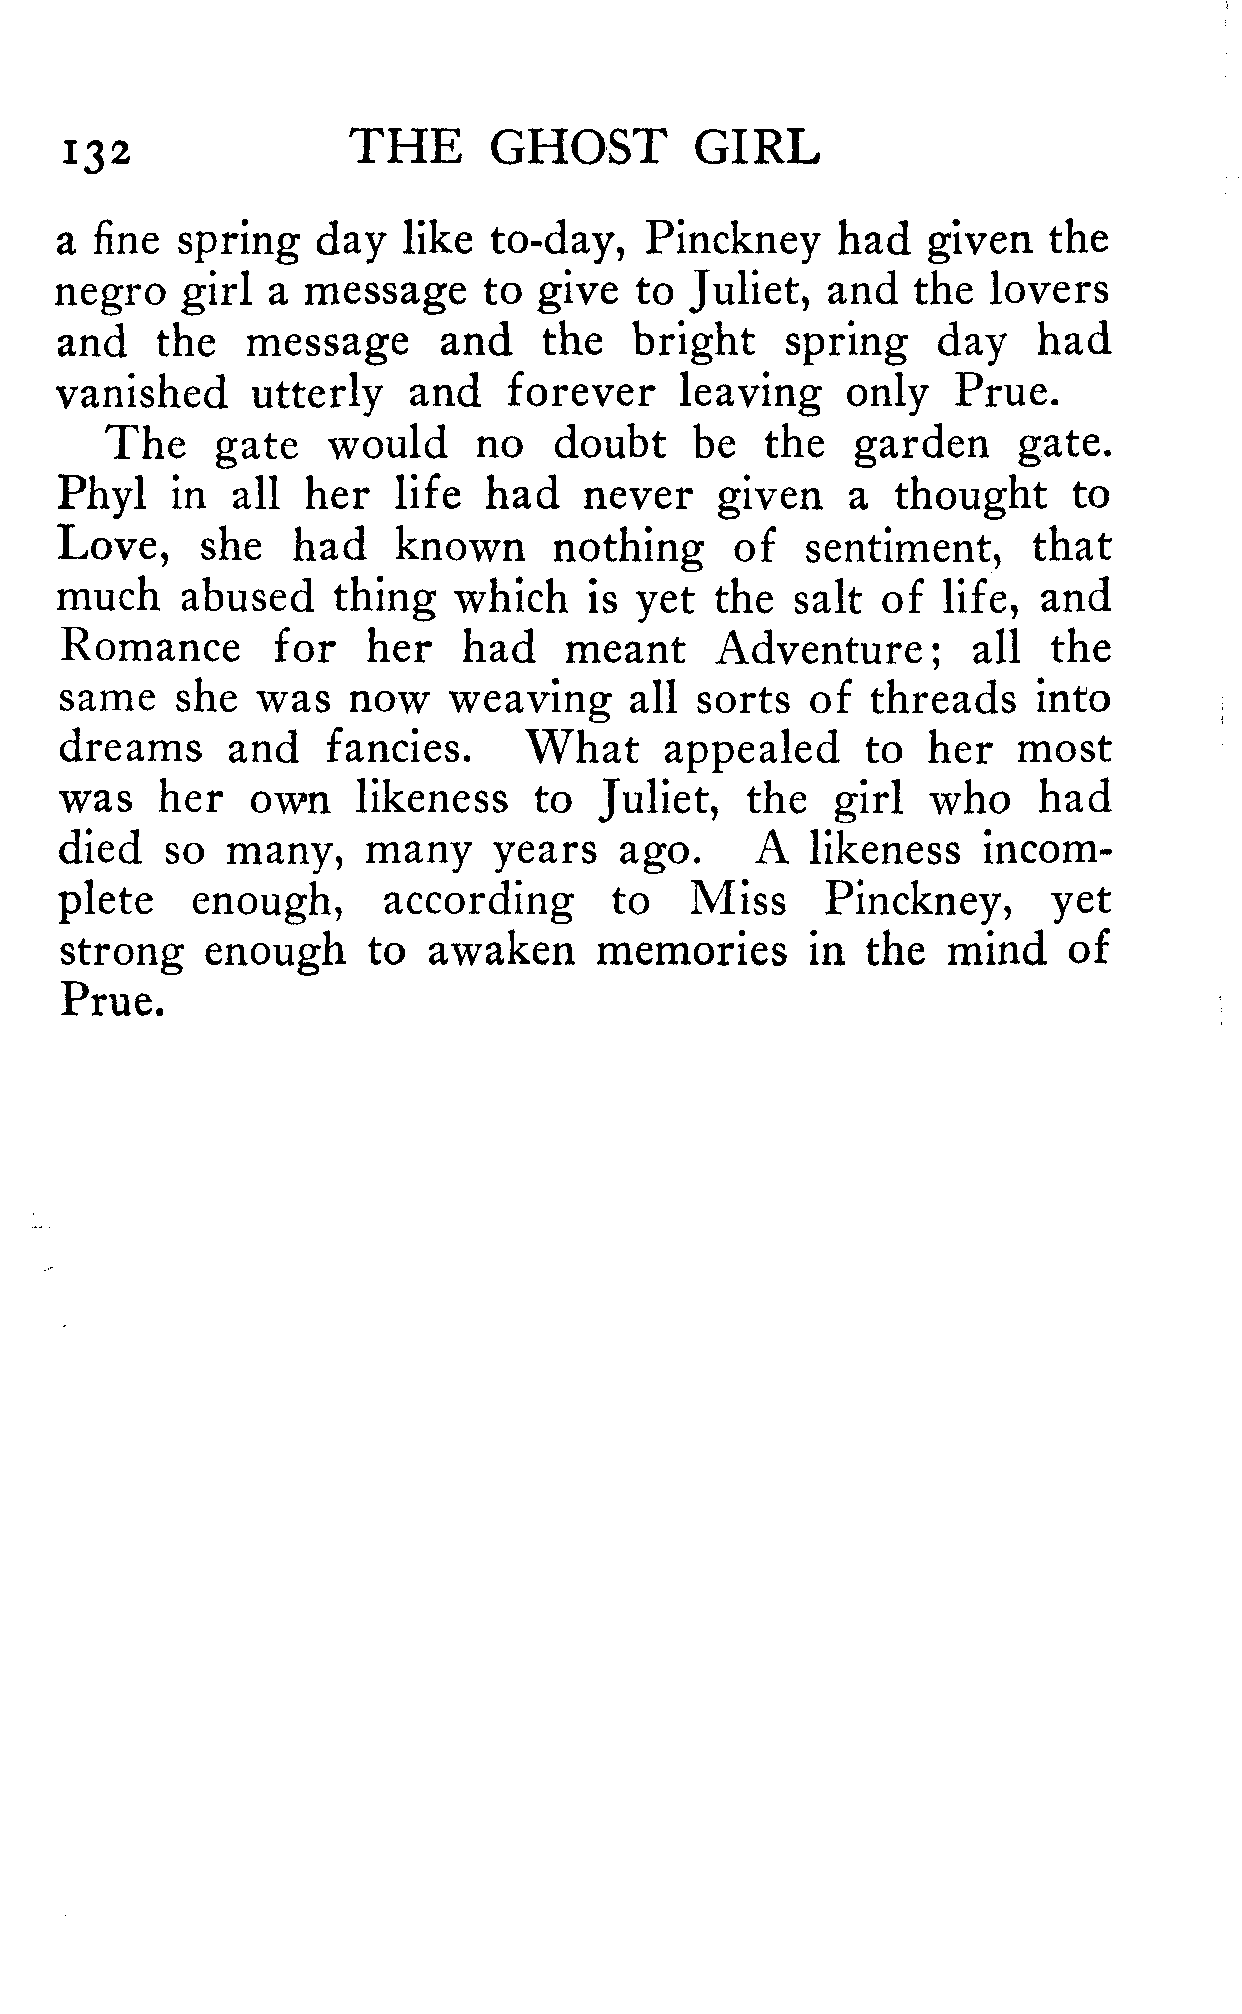 132 THE GHOST GIRL
a fine spring day like to-day, Pinckney had given the
negro girl a message to give to Juliet, and the lovers
and the message and the bright spring day had
vanished utterly and forever leaving only Prue.
The gate would no doubt be the garden gate.
Phyl in all her life had never given a thought to
Love, she had known nothing of sentiment, that
much abused thing which is yet the salt of life, and
Romance for her had meant Adventure; all the
same she was now weaving all sorts of threads into
dreams and fancies. What appealed to her most
was her own likeness to Juliet, the girl who had
died so many, many years ago. A likeness incom-
plete enough, according to Miss Pinckney, yet
strong enough to awaken memories in the mind of
Prue.